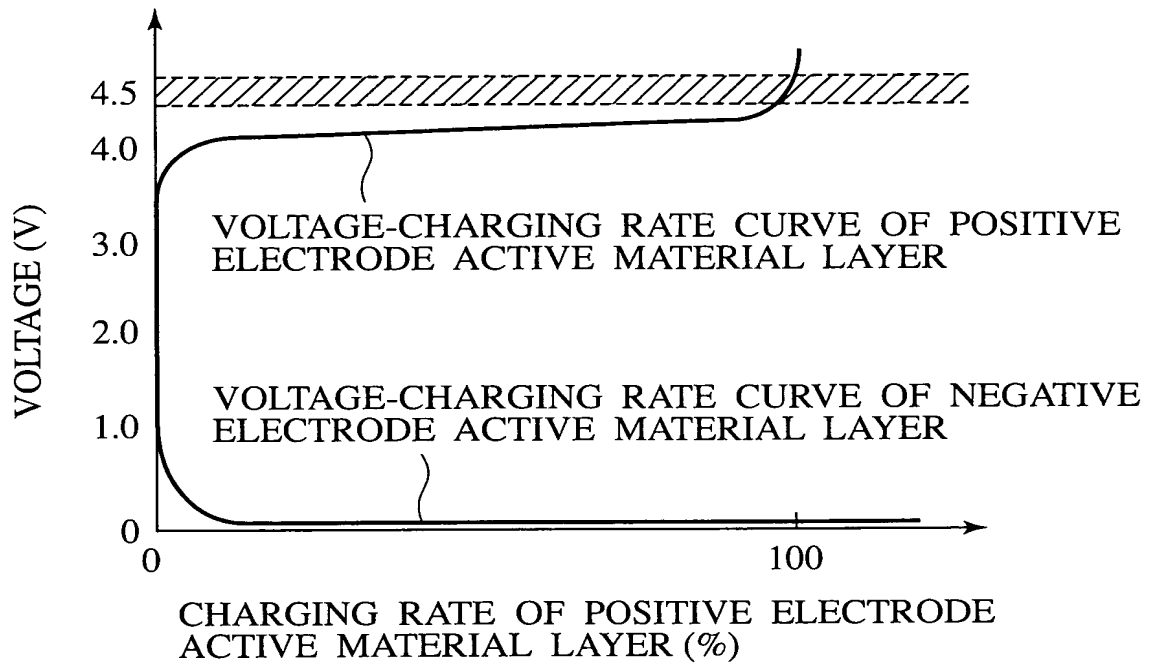 VOLTAGE (V)
4.5
4.0
3.0
2.0
1.0
0
VOLTAGE-CHARGING RATE CURVE OF POSITIVE
ELECTRODE ACTIVE MATERIAL LAYER
VOLTAGE-CHARGING RATE CURVE OF NEGATIVE
ELECTRODE ACTIVE MATERIAL LAYER
0
100
CHARGING RATE OF POSITIVE ELECTRODE
ACTIVE MATERIAL LAYER (%)